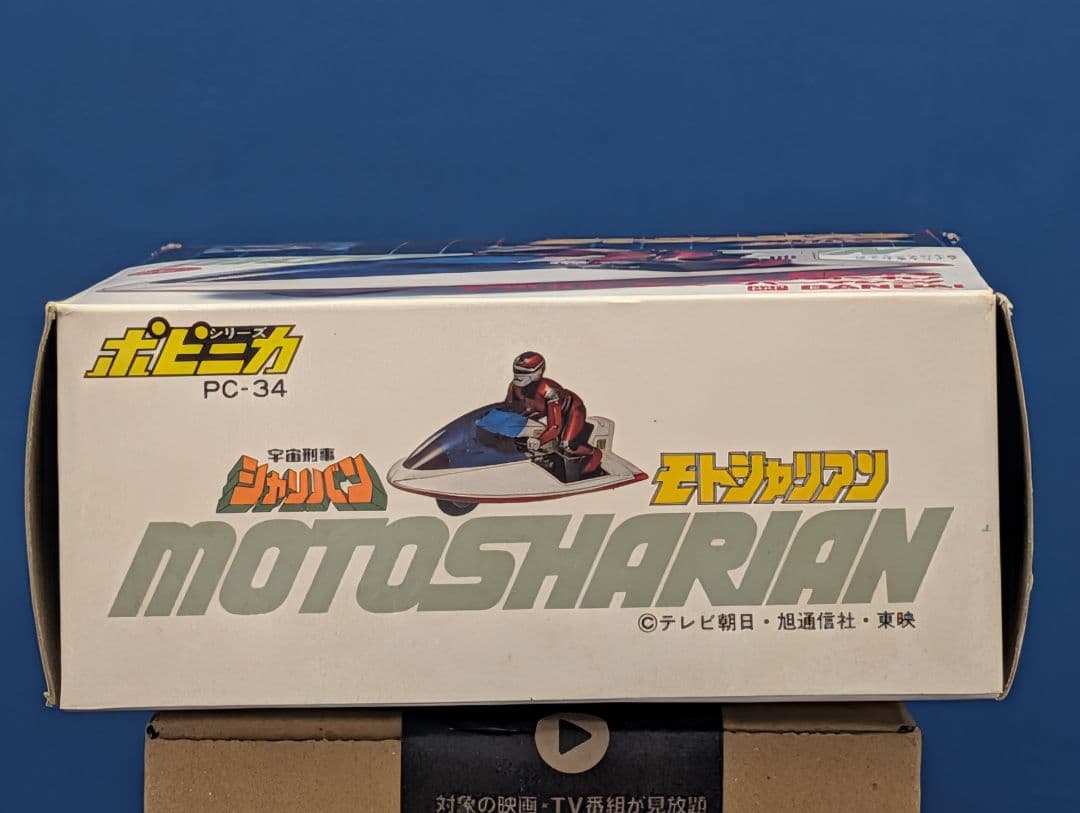 BANDAI
ポピニカ
シリーズ
PC-34
宇宙刑事
シャリバン
モトシャリアン
MOTOSHARIAN
©テレビ朝日・旭通信社・東映
対象の映画・TV番組が見放題